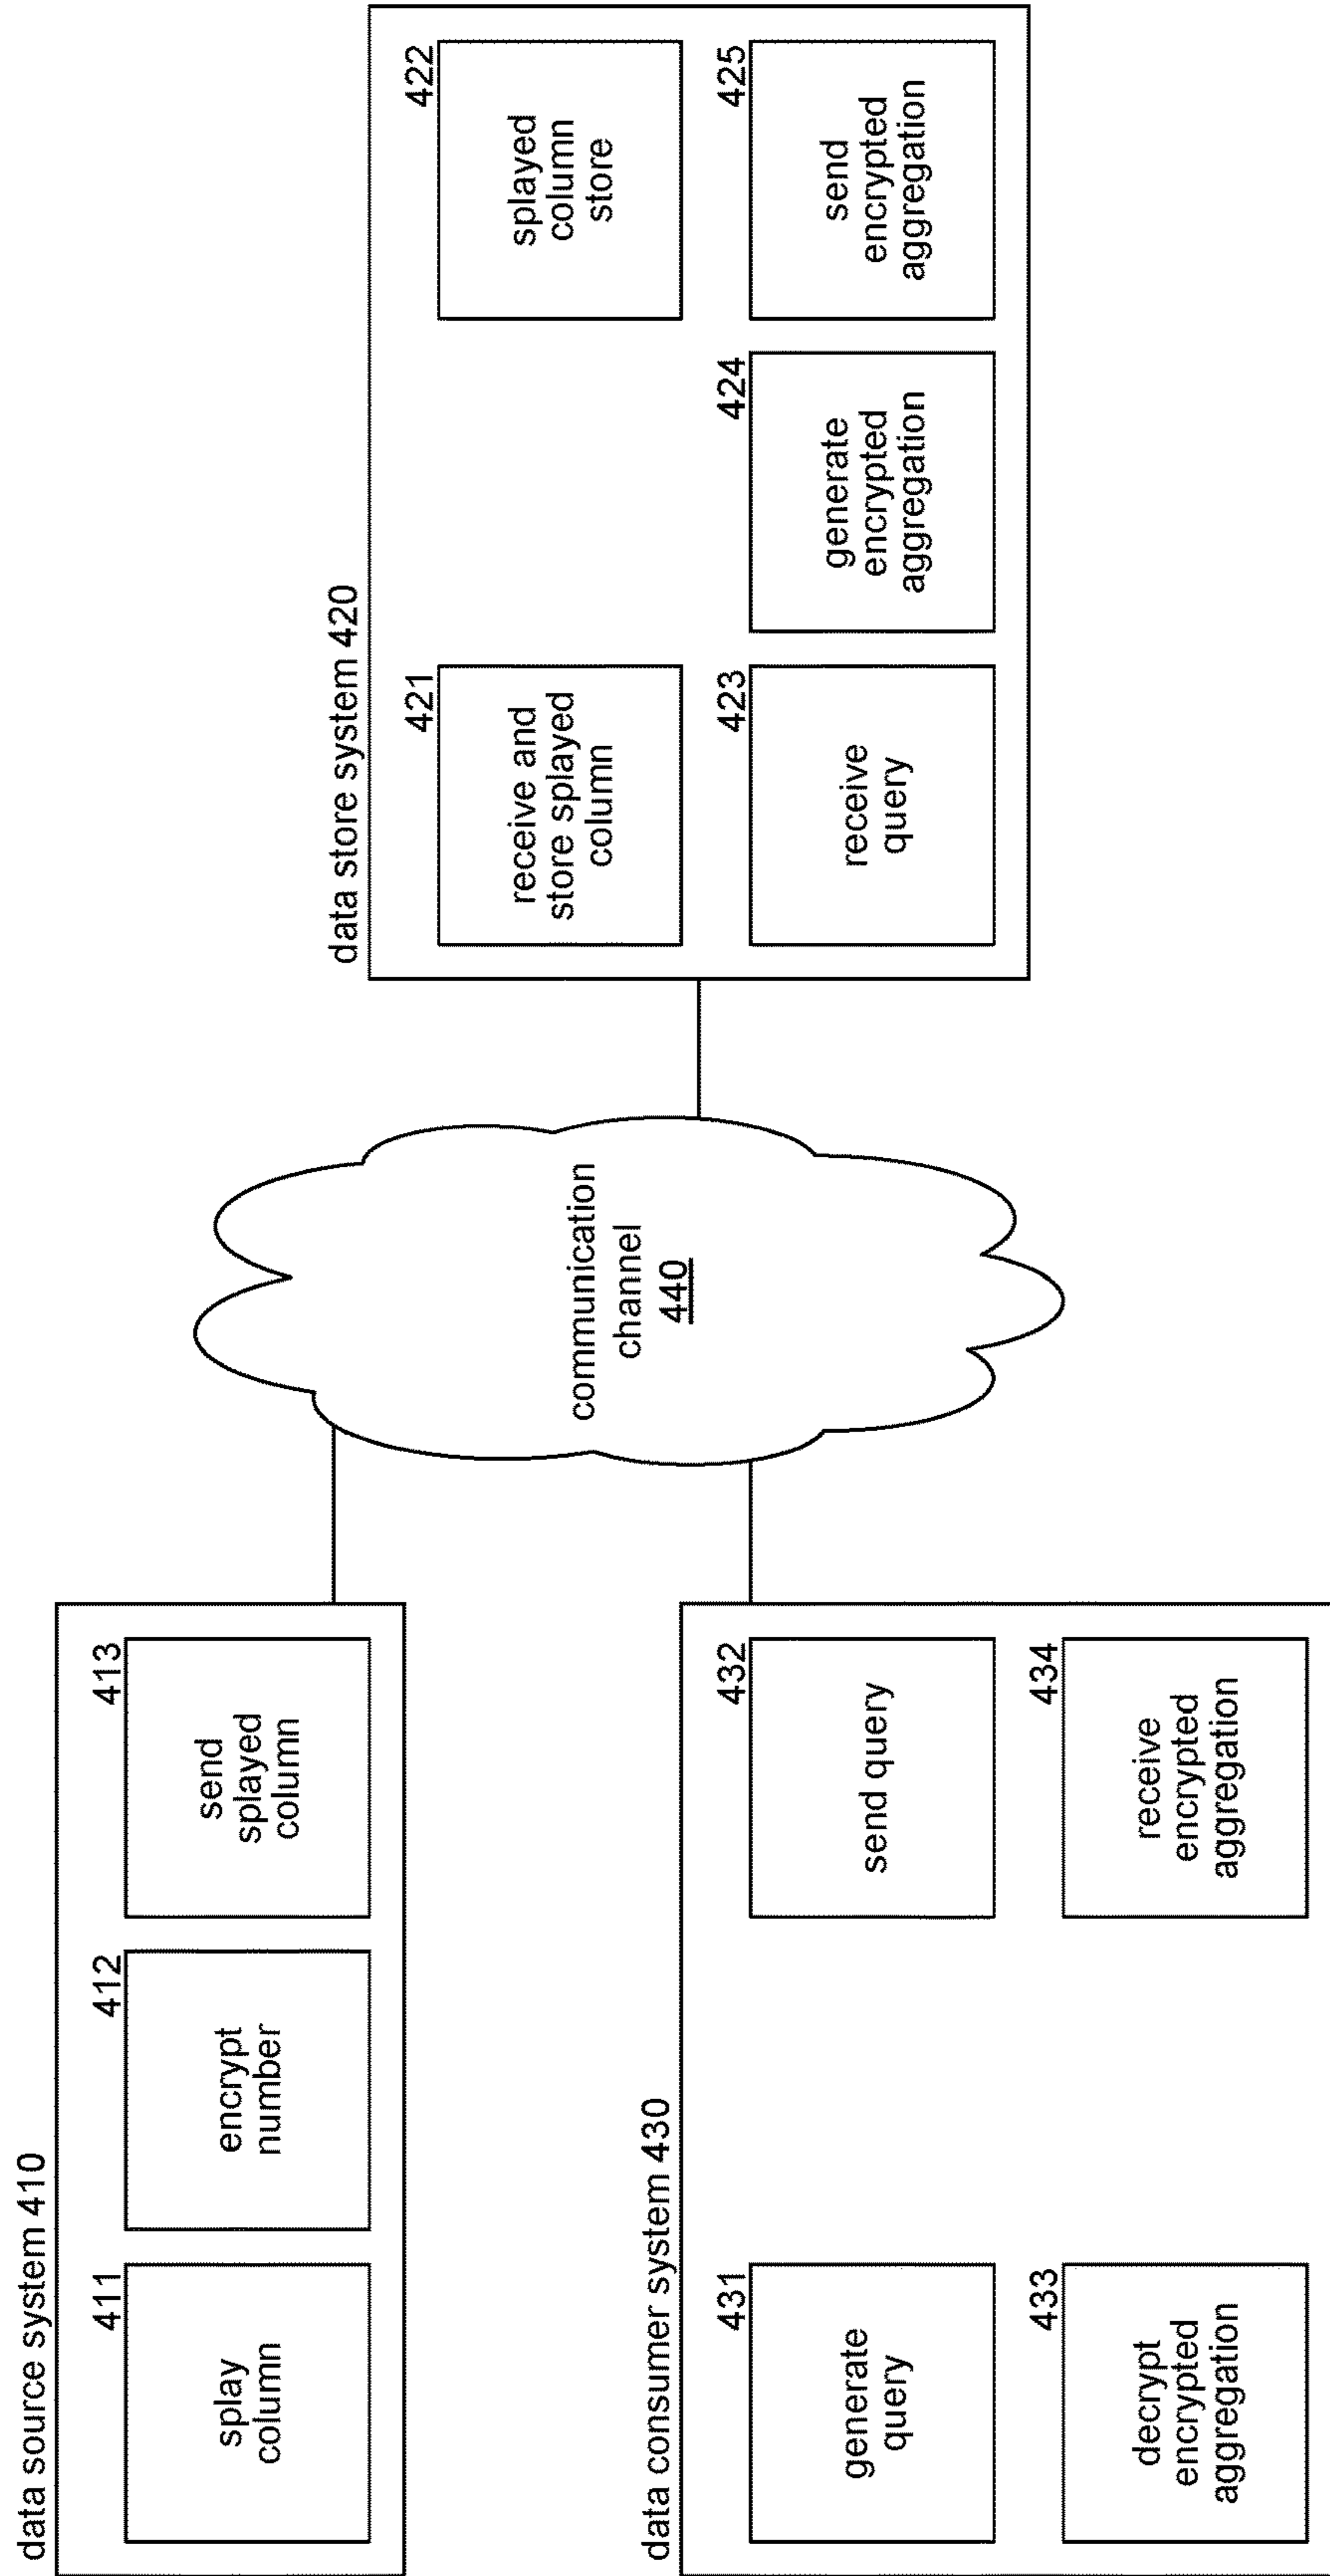 data source system 410
411
splay
column
412
encrypt
number
413
send
splayed
column
data consumer system 430
431
generate
query
432
send query
433
decrypt
encrypted
aggregation
434
receive
encrypted
aggregation
communication
channel
440
data store system 420
421
receive and
store splayed
column
422
splayed
column
store
423
receive
query
424
generate
encrypted
aggregation
425
send
encrypted
aggregation